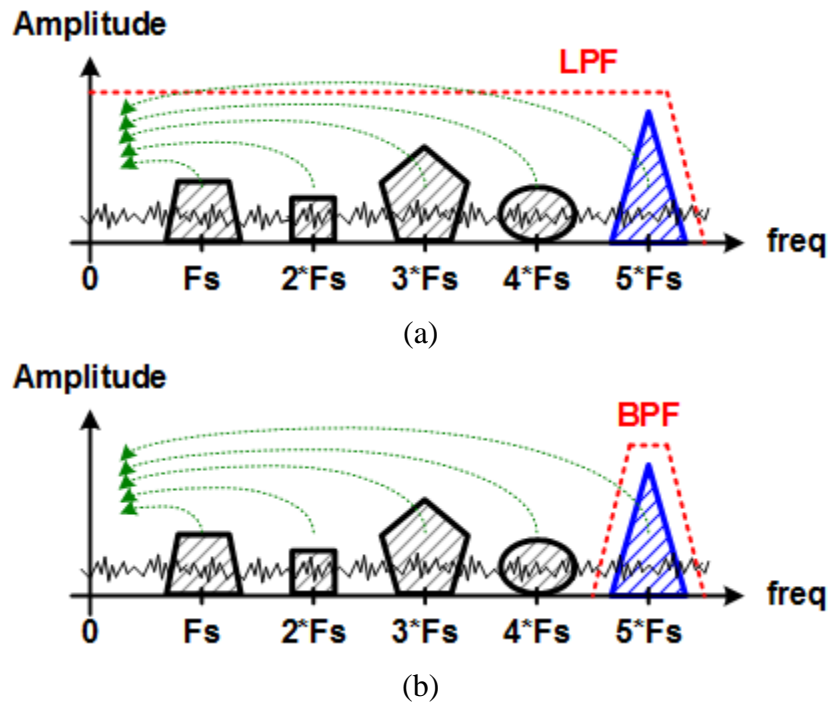 Amplitude
LPF
freq
0 Fs 2*Fs 3*Fs 4*Fs 5*Fs
(a)
Amplitude
BPF
freq
0 Fs 2*Fs 3*Fs 4*Fs 5*Fs
(b)